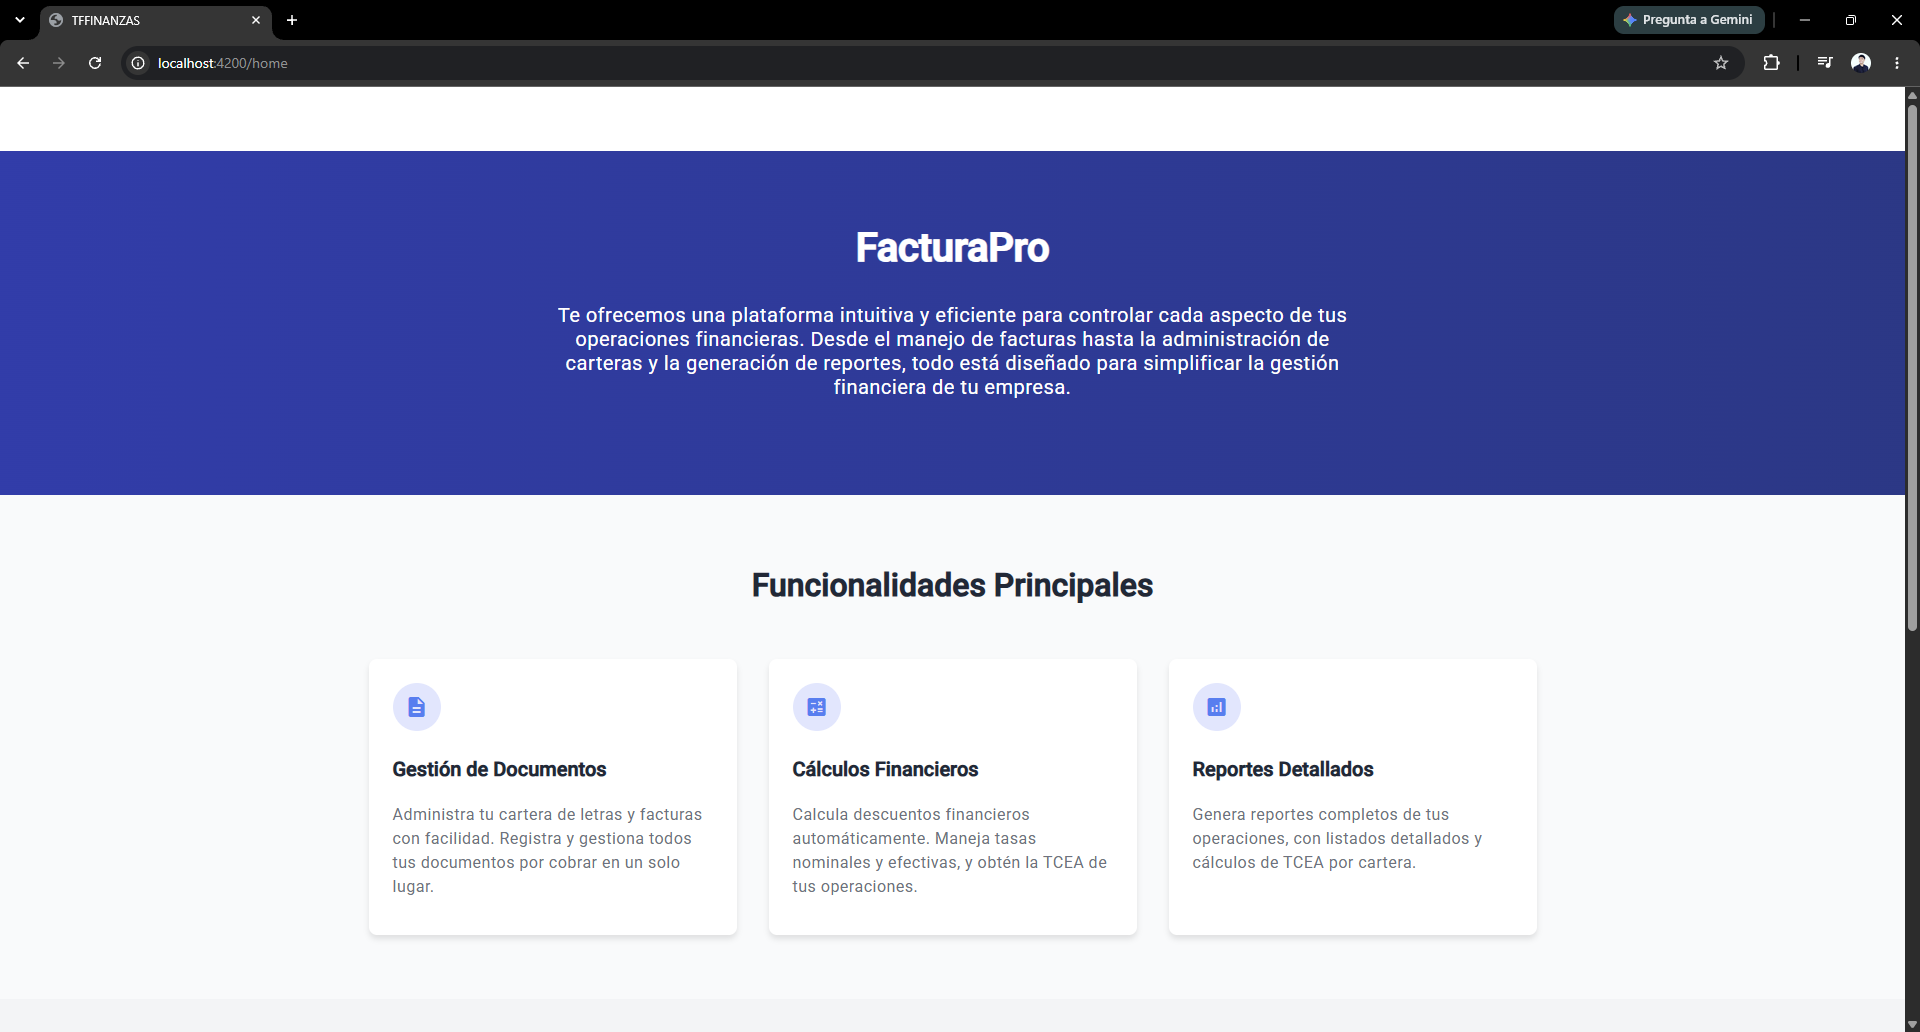 TFFINANZAS
Pregunta a Gemini
localhost:4200/home
FacturaPro
Te ofrecemos una plataforma intuitiva y eficiente para controlar cada aspecto de tus
operaciones financieras. Desde el manejo de facturas hasta la administración de
carteras y la generación de reportes, todo está diseñado para simplificar la gestión
financiera de tu empresa.
Funcionalidades Principales
Gestión de Documentos
Administra tu cartera de letras y facturas
con facilidad. Registra y gestiona todos
tus documentos por cobrar en un solo
lugar.
Cálculos Financieros
Calcula descuentos financieros
automáticamente. Maneja tasas
nominales y efectivas, y obtén la TCEA de
tus operaciones.
Reportes Detallados
Genera reportes completos de tus
operaciones, con listados detallados y
cálculos de TCEA por cartera.